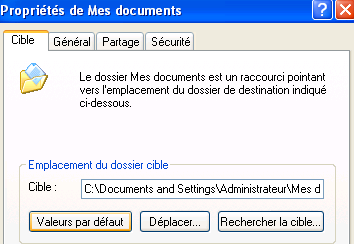 Propriétés de Mes documents
Cible Général Partage Sécurité
Le dossier Mes documents est un raccourci pointant
vers l'emplacement du dossier de destination indiqué
ci-dessous.
Emplacement du dossier cible
Cible : C:\Documents and Settings\Administrateur\Mes d
Valeurs par défaut Déplacer... Rechercher la cible...